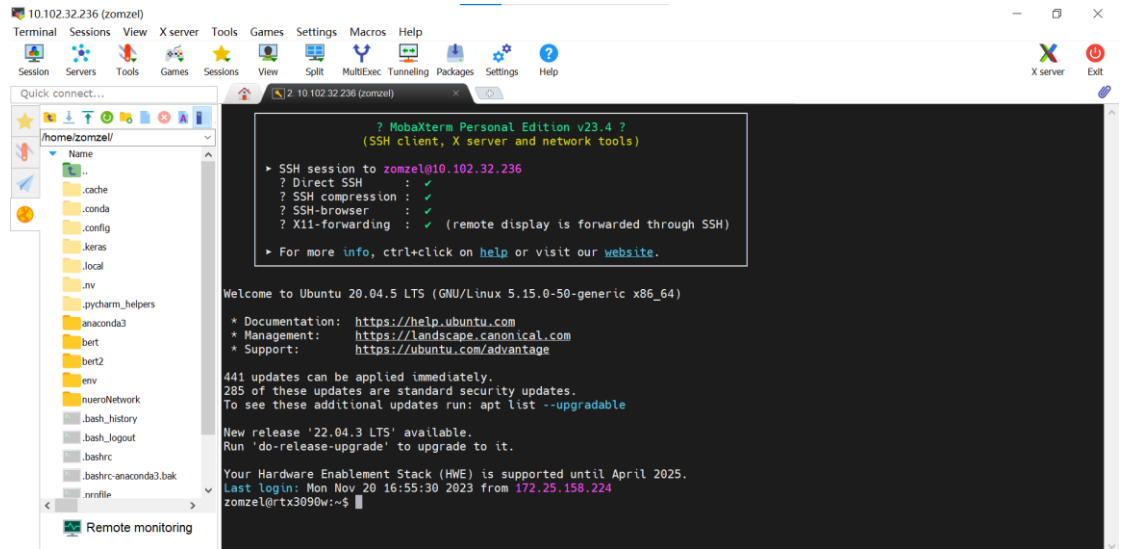 10.102.32.236 (zomzel)
Terminal Sessions View X server Tools Games Settings Macros Help
Session Servers Tools Games Sessions View Split MultiExec Tunneling Packages Settings Help X server Exit
Quick connect...
2. 10.102.32.236 (zomzel)
/home/zomzel/
Name
..
.cache
.conda
.config
.keras
.local
.nv
.pycharm_helpers
anaconda3
bert
bert2
env
nueroNetwork
.bash_history
.bash_logout
.bashrc
.bashrc-anaconda3.bak
.profile
Remote monitoring
? MobaXterm Personal Edition v23.4 ?
(SSH client, X server and network tools)
► SSH session to zomzel@10.102.32.236
? Direct SSH : ✔
? SSH compression : ✔
? SSH-browser : ✔
? X11-forwarding : ✔ (remote display is forwarded through SSH)
► For more info, ctrl+click on help or visit our website.
Welcome to Ubuntu 20.04.5 LTS (GNU/Linux 5.15.0-50-generic x86_64)
* Documentation: https://help.ubuntu.com
* Management: https://landscape.canonical.com
* Support: https://ubuntu.com/advantage
441 updates can be applied immediately.
285 of these updates are standard security updates.
To see these additional updates run: apt list --upgradable
New release '22.04.3 LTS' available.
Run 'do-release-upgrade' to upgrade to it.
Your Hardware Enablement Stack (HWE) is supported until April 2025.
Last login: Mon Nov 20 16:55:30 2023 from 172.25.158.224
zomzel@rtx3090w:~$